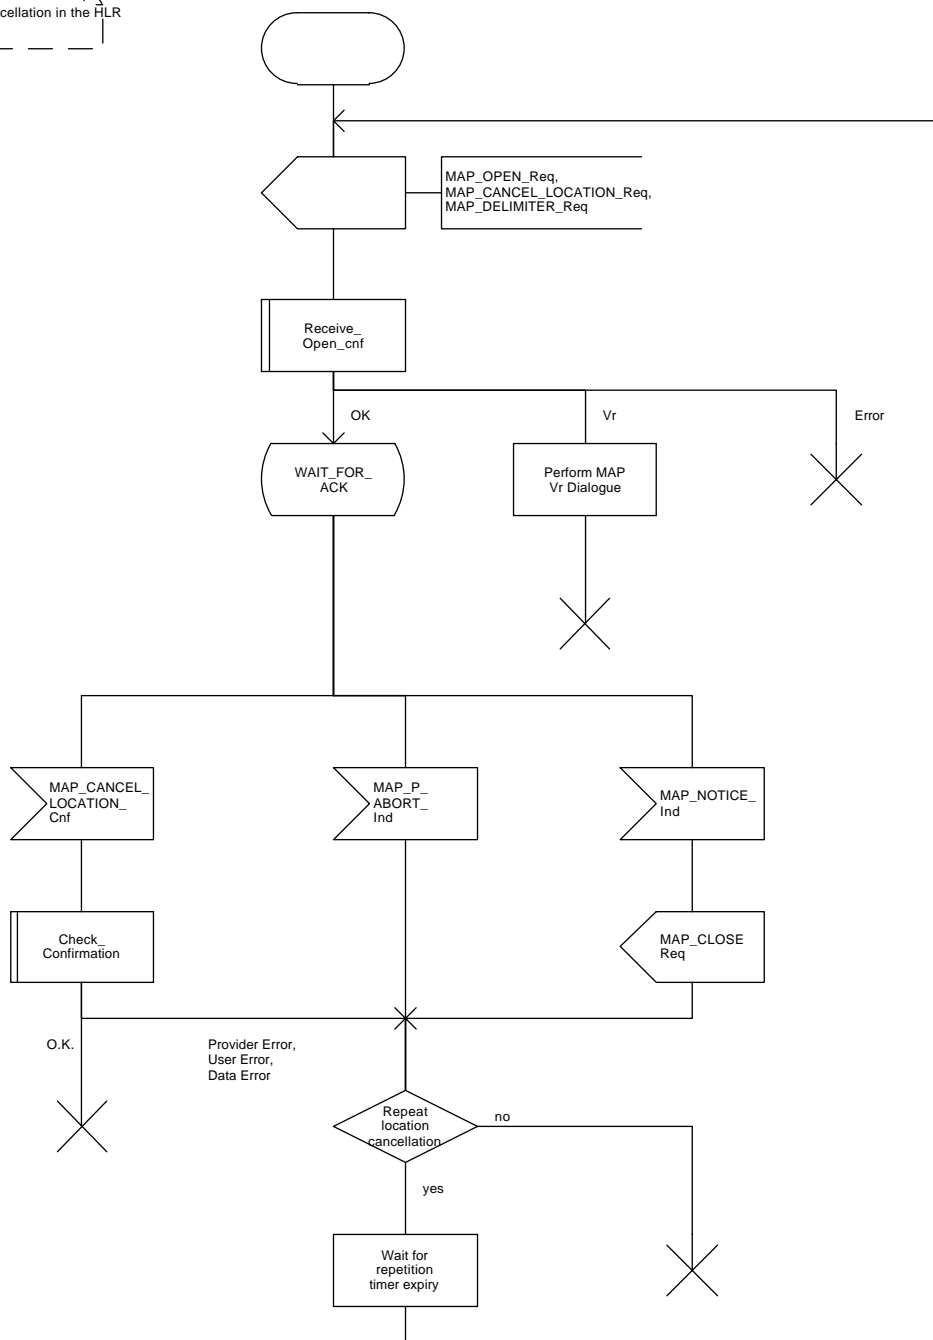 cellation in the HLR
MAP_OPEN_Req,
MAP_CANCEL_LOCATION_Req,
MAP_DELIMITER_Req
Receive_
Open_cnf
OK
Vr
Error
WAIT_FOR_
ACK
Perform MAP
Vr Dialogue
MAP_CANCEL_
LOCATION_
Cnf
MAP_P_
ABORT_
Ind
MAP_NOTICE_
Ind
Check_
Confirmation
MAP_CLOSE
Req
O.K.
Provider Error,
User Error,
Data Error
Repeat
location
cancellation
no
yes
Wait for
repetition
timer expiry